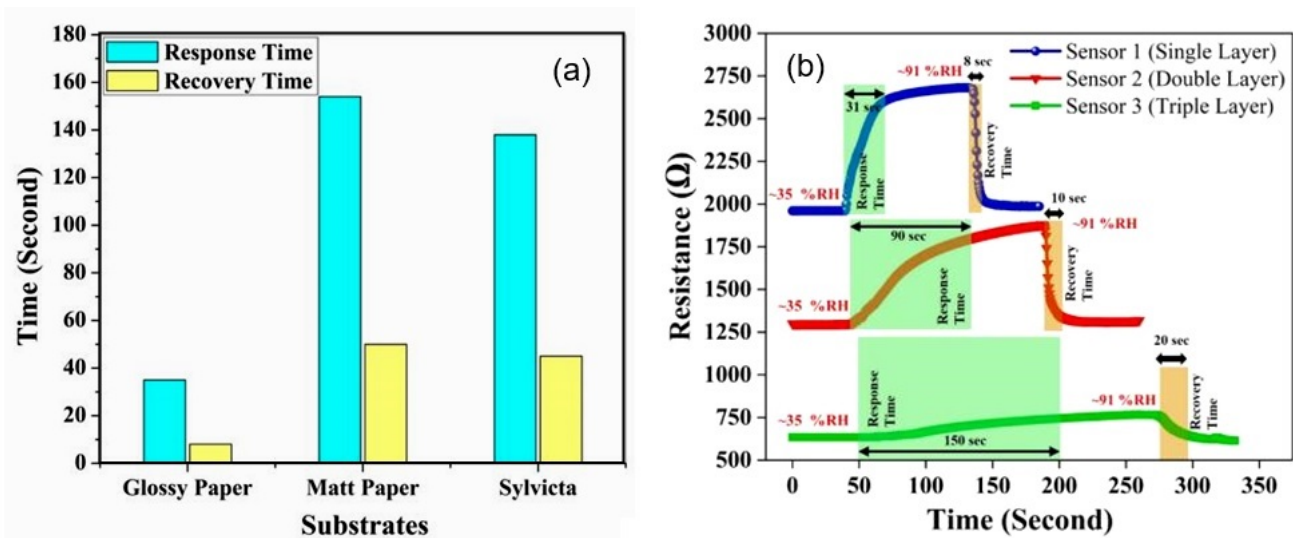 180
160
140
120
100
80
60
40
20
0
Time (Second)
Response Time
Recovery Time
(a)
Glossy Paper
Matt Paper
Sylvicta
Substrates
3000
2750
2500
2250
2000
1750
1500
1250
1000
750
500
Resistance (Ω)
(b)
Sensor 1 (Single Layer)
Sensor 2 (Double Layer)
Sensor 3 (Triple Layer)
~91 %RH
8 sec
31 sec
Response
Time
Recovery
Time
~35 %RH
10 sec
90 sec
~91 %RH
Response
Time
Recovery
Time
~35 %RH
20 sec
~91 %RH
Response
Time
Recovery
Time
~35 %RH
150 sec
0
50
100
150
200
250
300
350
Time (Second)